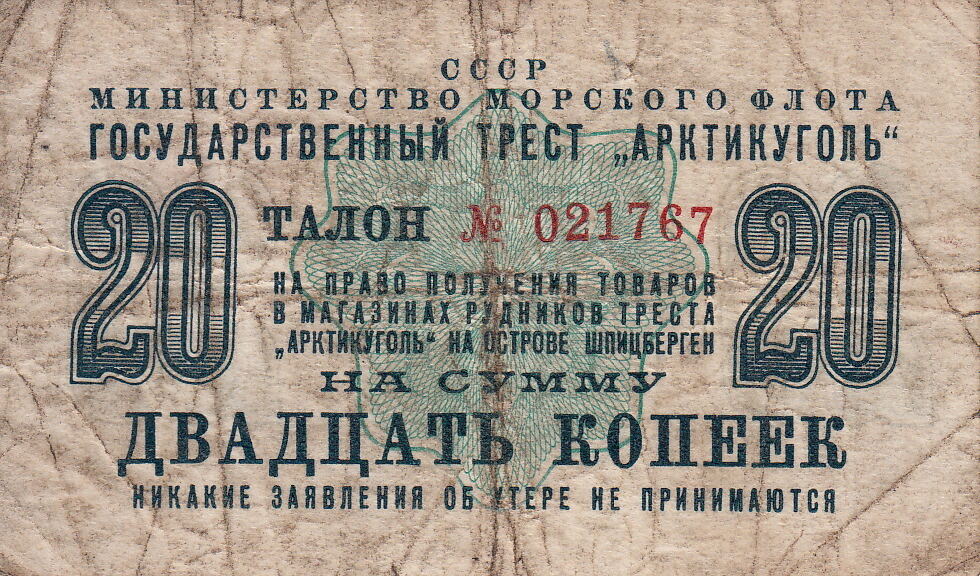 СССР
МИНИСТЕРСТВО МОРСКОГО ФЛОТА
ГОСУДАРСТВЕННЫЙ ТРЕСТ „АРКТИКУГОЛЬ“
20 ТАЛОН № 021767 20
НА ПРАВО ПОЛУЧЕНИЯ ТОВАРОВ
В МАГАЗИНАХ РУДНИКОВ ТРЕСТА
„АРКТИКУГОЛЬ“ НА ОСТРОВЕ ШПИЦБЕРГЕН
НА СУММУ
ДВАДЦАТЬ КОПЕЕК
НИКАКИЕ ЗАЯВЛЕНИЯ ОБ УТЕРЕ НЕ ПРИНИМАЮТСЯ